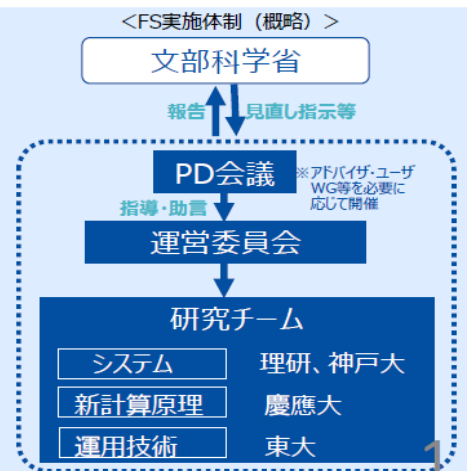 <FS実施体制（概略）>
文部科学省
報告 見直し指示等
PD会議
※アドバイザ・ユーザ
WG等を必要に
応じて開催
指導・助言
運営委員会
研究チーム
システム 理研、神戸大
新計算原理 慶應大
運用技術 東大
1